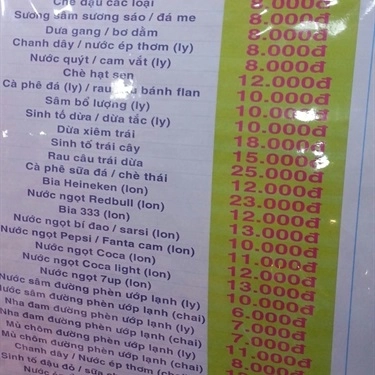 Chè đậu các loại 8.000đ
Sương sâm sương sáo / đá me 8.000đ
Dưa gang / bơ dầm 8.000đ
Chanh dây / nước ép thơm (ly) 8.000đ
Nước quýt / cam vắt (ly) 8.000đ
Chè hạt sen 12.000đ
Cà phê đá (ly) / rau bánh flan 10.000đ
Sâm bổ lượng (ly) 10.000đ
Sinh tố dừa / dừa tắc (ly) 10.000đ
Dừa xiêm trái 18.000đ
Sinh tố trái cây 15.000đ
Rau câu trái dừa 25.000đ
Cà phê sữa đá / chè thái 12.000đ
Bia Heineken (lon) 23.000đ
Nước ngọt Redbull (lon) 12.000đ
Bia 333 (lon) 13.000đ
Nước ngọt bí đao / sarsi (lon) 10.000đ
Nước ngọt Pepsi / Fanta cam (lon) 11.000đ
Nước ngọt Coca (lon) 12.000đ
Nước ngọt Coca light (lon) 13.000đ
Nước ngọt 7up (lon) 10.000đ
Nước sâm đường phèn ướp lạnh (ly) 6.000đ
Nước sâm đường phèn ướp lạnh (chai) 7.000đ
Nha đam đường phèn ướp lạnh (ly) 7.000đ
Nha đam đường phèn ướp lạnh (chai) 11.000đ
Mủ chôm đường phèn ướp lạnh (ly) 8.000đ
Mủ chôm đường phèn ướp lạnh (chai)
Chanh dây / Nước ép thơm (chai)
Sinh tố đậu đỏ / sữa